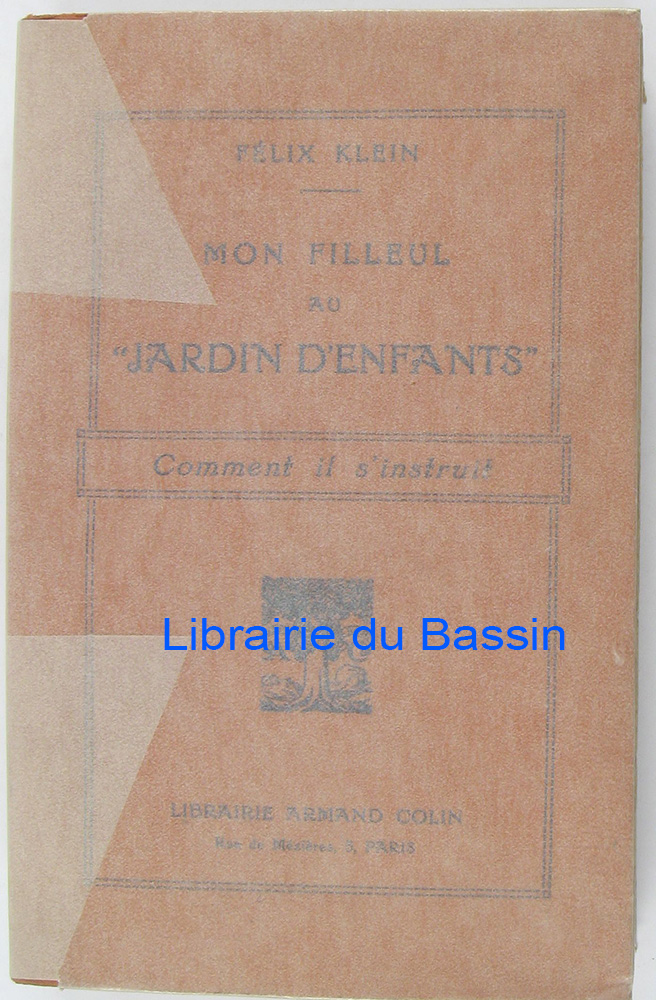 FÉLIX KLEIN
MON FILLEUL
AU
"JARDIN D'ENFANTS"
Comment il s'instruit
Librairie du Bassin
LIBRAIRIE ARMAND COLIN
Rue de Mézières, 5, PARIS